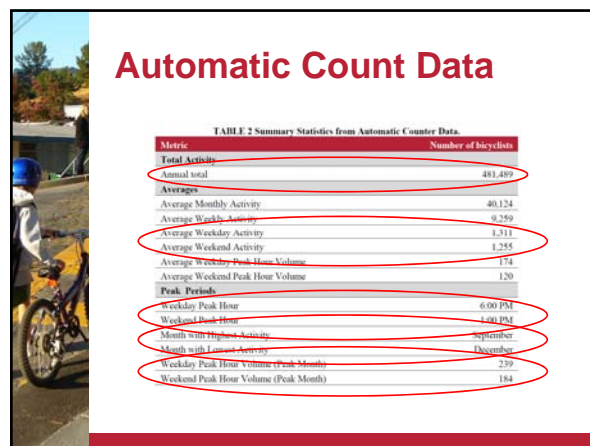 Automatic Count Data
TABLE 2 Summary Statistics from Automatic Counter Data.
Metric Number of bicyclists
Total Activity
Annual total 481,489
Averages
Average Monthly Activity 40,124
Average Weekly Activity 9,259
Average Weekday Activity 1,311
Average Weekend Activity 1,255
Average Weekday Peak Hour Volume 174
Average Weekend Peak Hour Volume 120
Peak Periods
Weekday Peak Hour 6:00 PM
Weekend Peak Hour 1:00 PM
Month with Highest Activity September
Month with Lowest Activity December
Weekday Peak Hour Volume (Peak Month) 239
Weekend Peak Hour Volume (Peak Month) 184